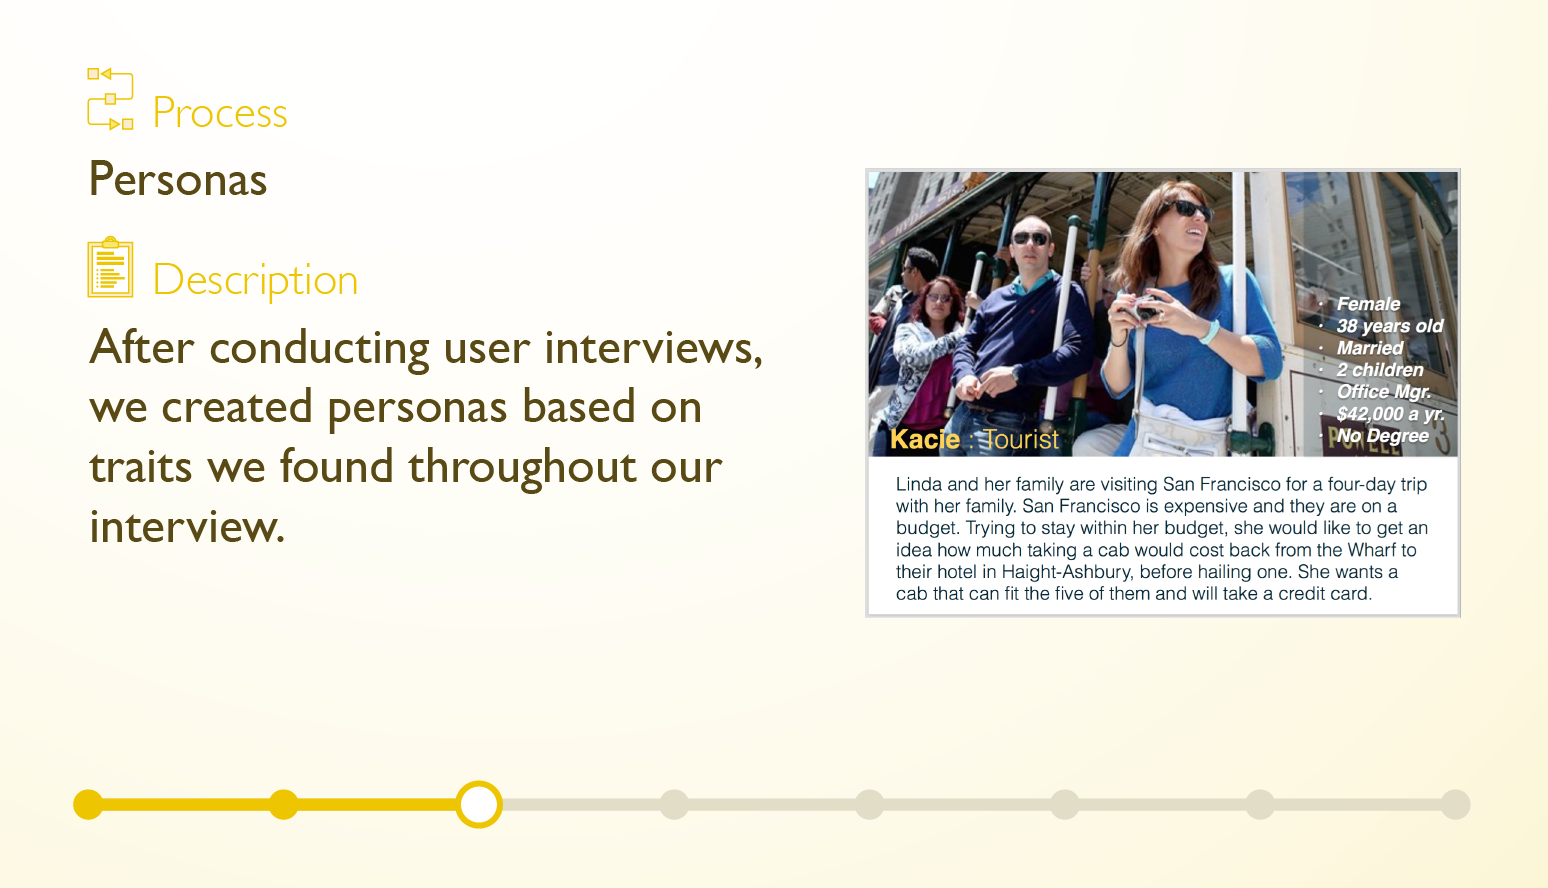 Process
Personas
Description
After conducting user interviews,
we created personas based on
traits we found throughout our
interview.
· Female
· 38 years old
· Married
· 2 children
· Office Mgr.
· $42,000 a yr.
· No Degree
POWELL
Kacie : Tourist
Linda and her family are visiting San Francisco for a four-day trip
with her family. San Francisco is expensive and they are on a
budget. Trying to stay within her budget, she would like to get an
idea how much taking a cab would cost back from the Wharf to
their hotel in Haight-Ashbury, before hailing one. She wants a
cab that can fit the five of them and will take a credit card.